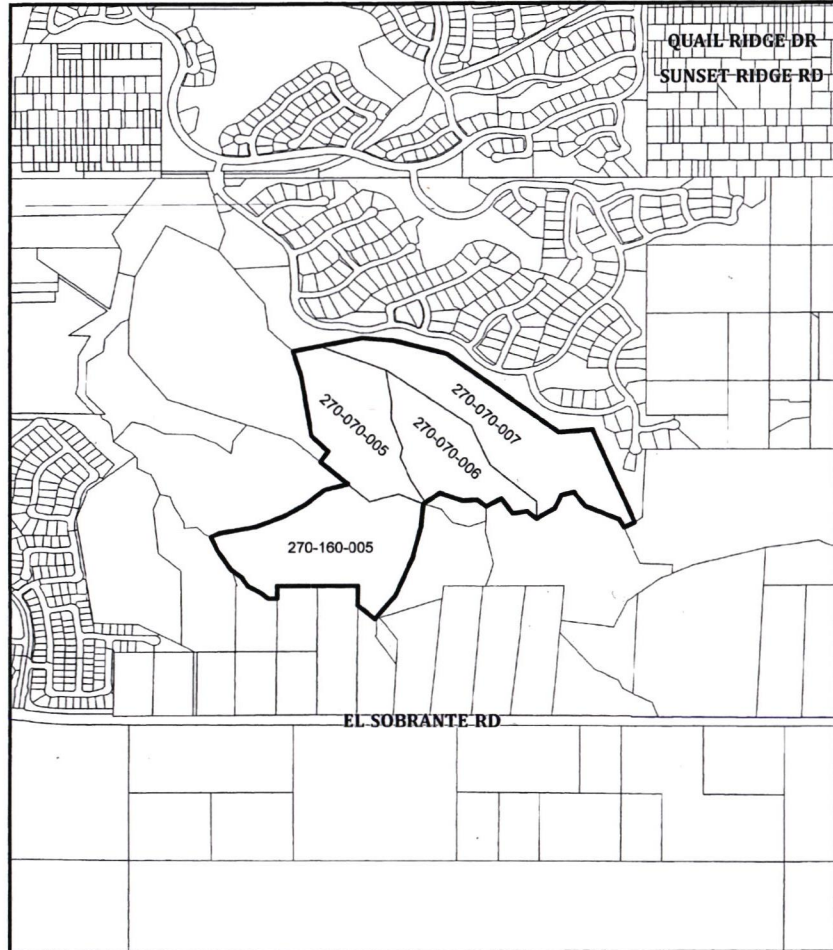 QUAIL RIDGE DR
SUNSET RIDGE RD
270-070-007
270-070-005
270-070-006
270-160-005
EL SOBRANTE RD